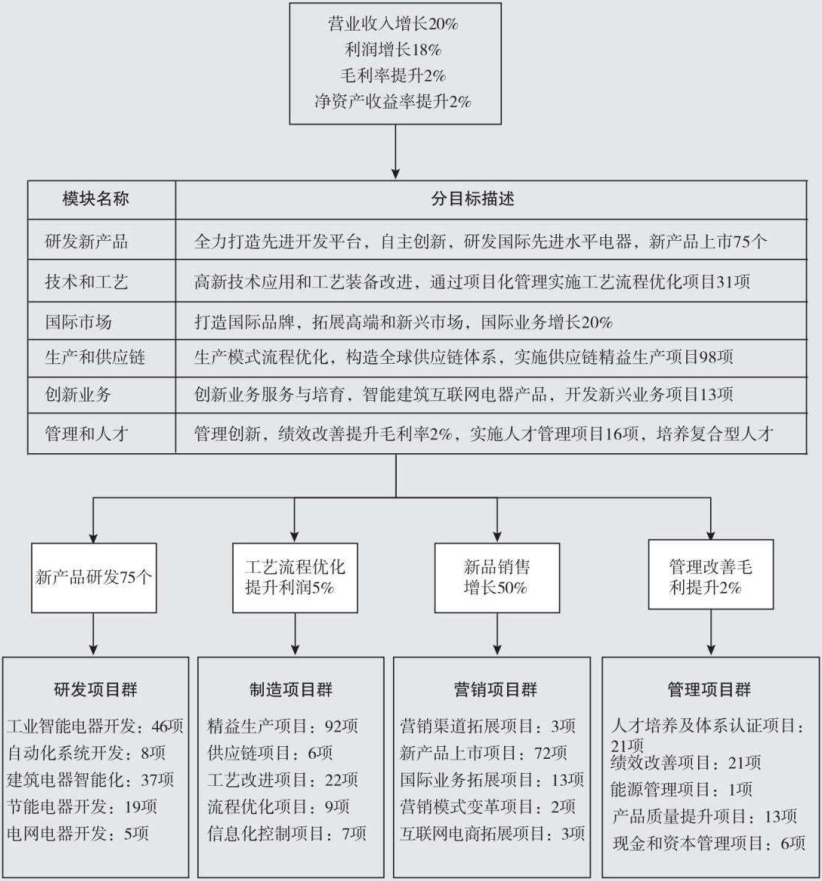 营业收入增长20%
利润增长18%
毛利率提升2%
净资产收益率提升2%
模块名称 分目标描述
研发新产品 全力打造先进开发平台，自主创新，研发国际先进水平电器，新产品上市75个
技术和工艺 高新技术应用和工艺装备改进，通过项目化管理实施工艺流程优化项目31项
国际市场 打造国际品牌，拓展高端和新兴市场，国际业务增长20%
生产和供应链 生产模式流程优化，构造全球供应链体系，实施供应链精益生产项目98项
创新业务 创新业务服务与培育，智能建筑互联网电器产品，开发新兴业务项目13项
管理和人才 管理创新，绩效改善提升毛利率2%，实施人才管理项目16项，培养复合型人才
新产品研发75个
工艺流程优化
提升利润5%
新品销售
增长50%
管理改善毛
利提升2%
研发项目群
工业智能电器开发：46项
自动化系统开发：8项
建筑电器智能化：37项
节能电器开发：19项
电网电器开发：5项
制造项目群
精益生产项目：92项
供应链项目：6项
工艺改进项目：22项
流程优化项目：9项
信息化控制项目：7项
营销项目群
营销渠道拓展项目：3项
新产品上市项目：72项
国际业务拓展项目：13项
营销模式变革项目：2项
互联网电商拓展项目：3项
管理项目群
人才培养及体系认证项目：
21项
绩效改善项目：21项
能源管理项目：1项
产品质量提升项目：13项
现金和资本管理项目：6项